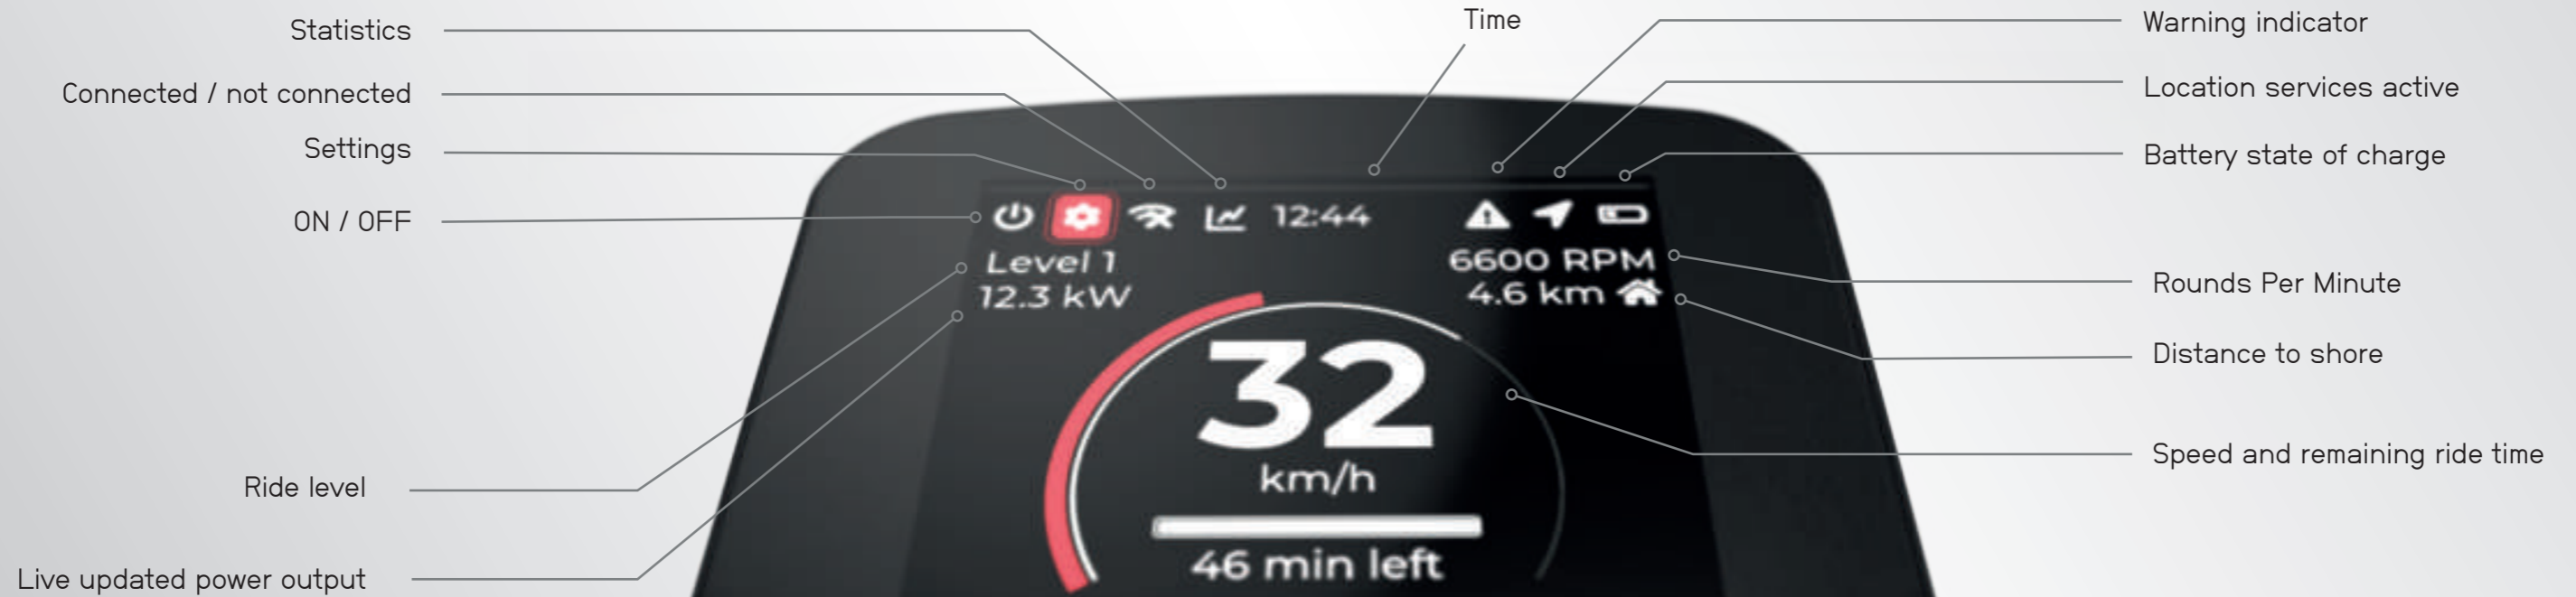 Statistics
Connected / not connected
Settings
ON / OFF
Ride level
Live updated power output
Time
12:44
Level 1
12.3 kW
6600 RPM
4.6 km
32
km/h
46 min left
Warning indicator
Location services active
Battery state of charge
Rounds Per Minute
Distance to shore
Speed and remaining ride time